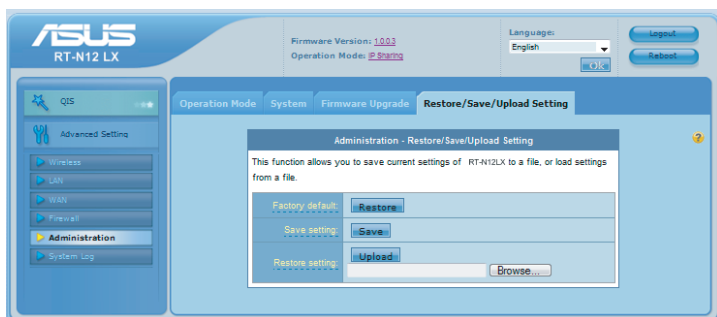 ASUS
RT-N12 LX
Firmware Version: 1.0.0.3
Operation Mode: IP Sharing
Language:
English
OK
Logout
Reboot
QIS
Advanced Setting
Wireless
LAN
WAN
Firewall
Administration
System Log
Operation Mode
System
Firmware Upgrade
Restore/Save/Upload Setting
Administration - Restore/Save/Upload Setting
This function allows you to save current settings of RT-N12LX to a file, or load settings
from a file.
Factory default: Restore
Save setting: Save
Restore setting: Upload
Browse...
?